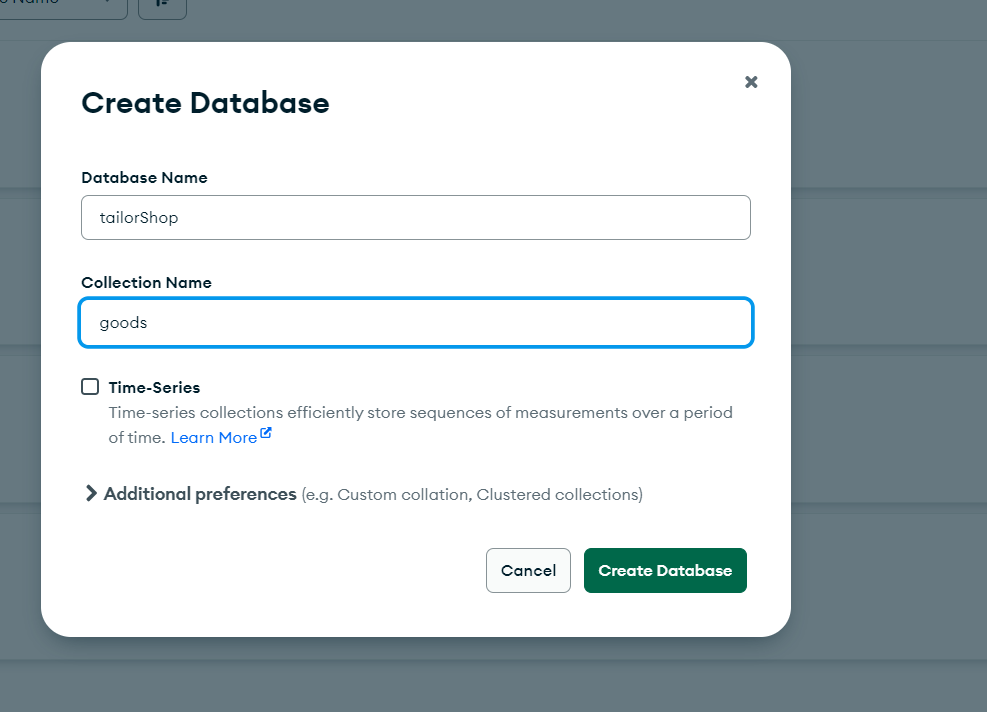 Name
Create Database
Database Name
tailorShop
Collection Name
goods
Time-Series
Time-series collections efficiently store sequences of measurements over a period
of time. Learn More
Additional preferences (e.g. Custom collation, Clustered collections)
Cancel
Create Database